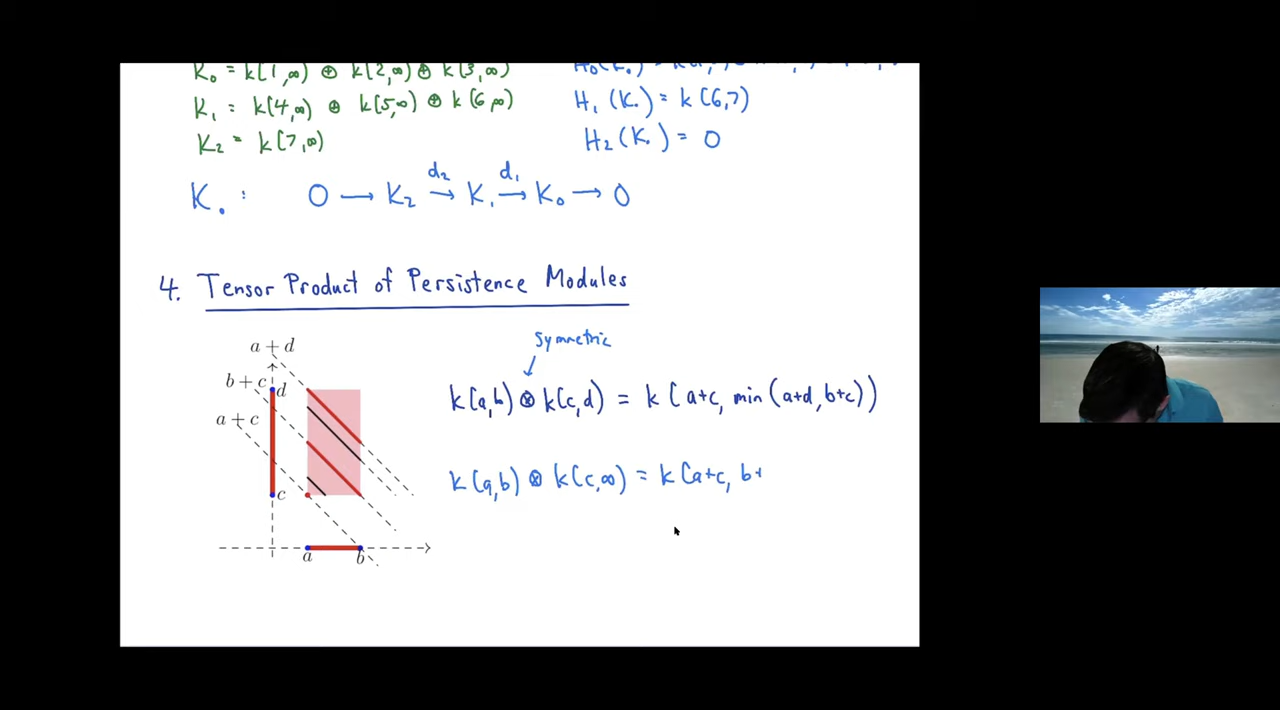 K₀ = k[1,∞) ⊕ k[2,∞) ⊕ k[3,∞)
K₁ = k[4,∞) ⊕ k[5,∞) ⊕ k[6,∞)
H₁(K.) = k[6,7)
K₂ = k[7,∞)
H₂(K.) = 0
K. : 0 → K₂ →d₂ K₁ →d₁ K₀ → 0
4. Tensor Product of Persistence Modules
symmetric
a + d
b + c
d
a + c
c
a
b
k[a,b) ⊗ k[c,d) = k[a+c, min(a+d, b+c))
k[a,b) ⊗ k[c,∞) = k[a+c, b+